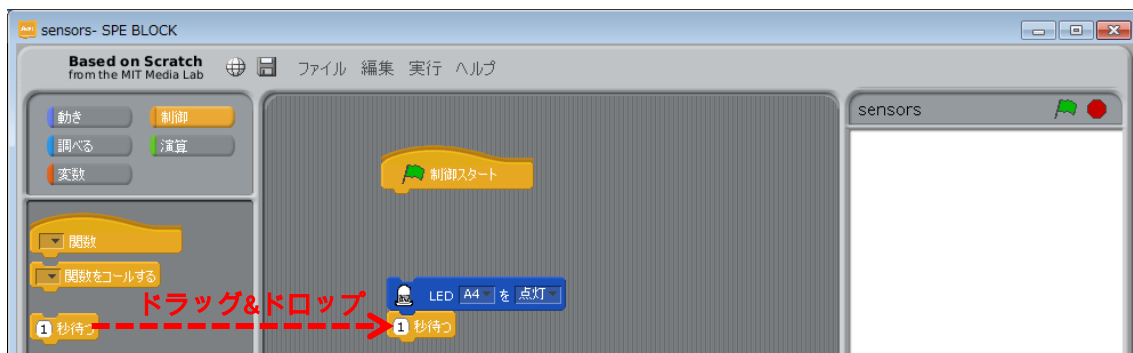 sensors- SPE BLOCK
Based on Scratch
from the MIT Media Lab
ファイル 編集 実行 ヘルプ
動き 制御
調べる 演算
変数
関数
関数をコールする
1 秒待つ
ドラッグ&ドロップ
制御スタート
LED A4 を 点灯
1 秒待つ
sensors